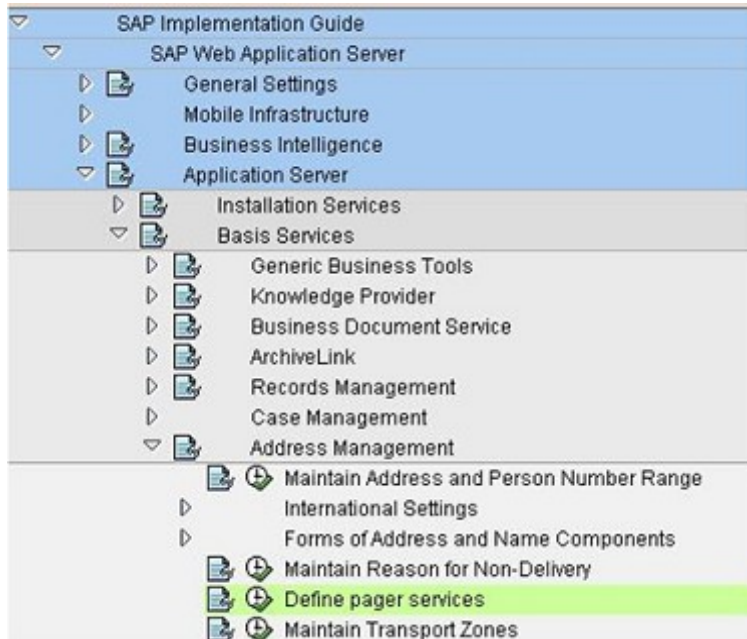 SAP Implementation Guide
SAP Web Application Server
General Settings
Mobile Infrastructure
Business Intelligence
Application Server
Installation Services
Basis Services
Generic Business Tools
Knowledge Provider
Business Document Service
ArchiveLink
Records Management
Case Management
Address Management
Maintain Address and Person Number Range
International Settings
Forms of Address and Name Components
Maintain Reason for Non-Delivery
Define pager services
Maintain Transport Zones